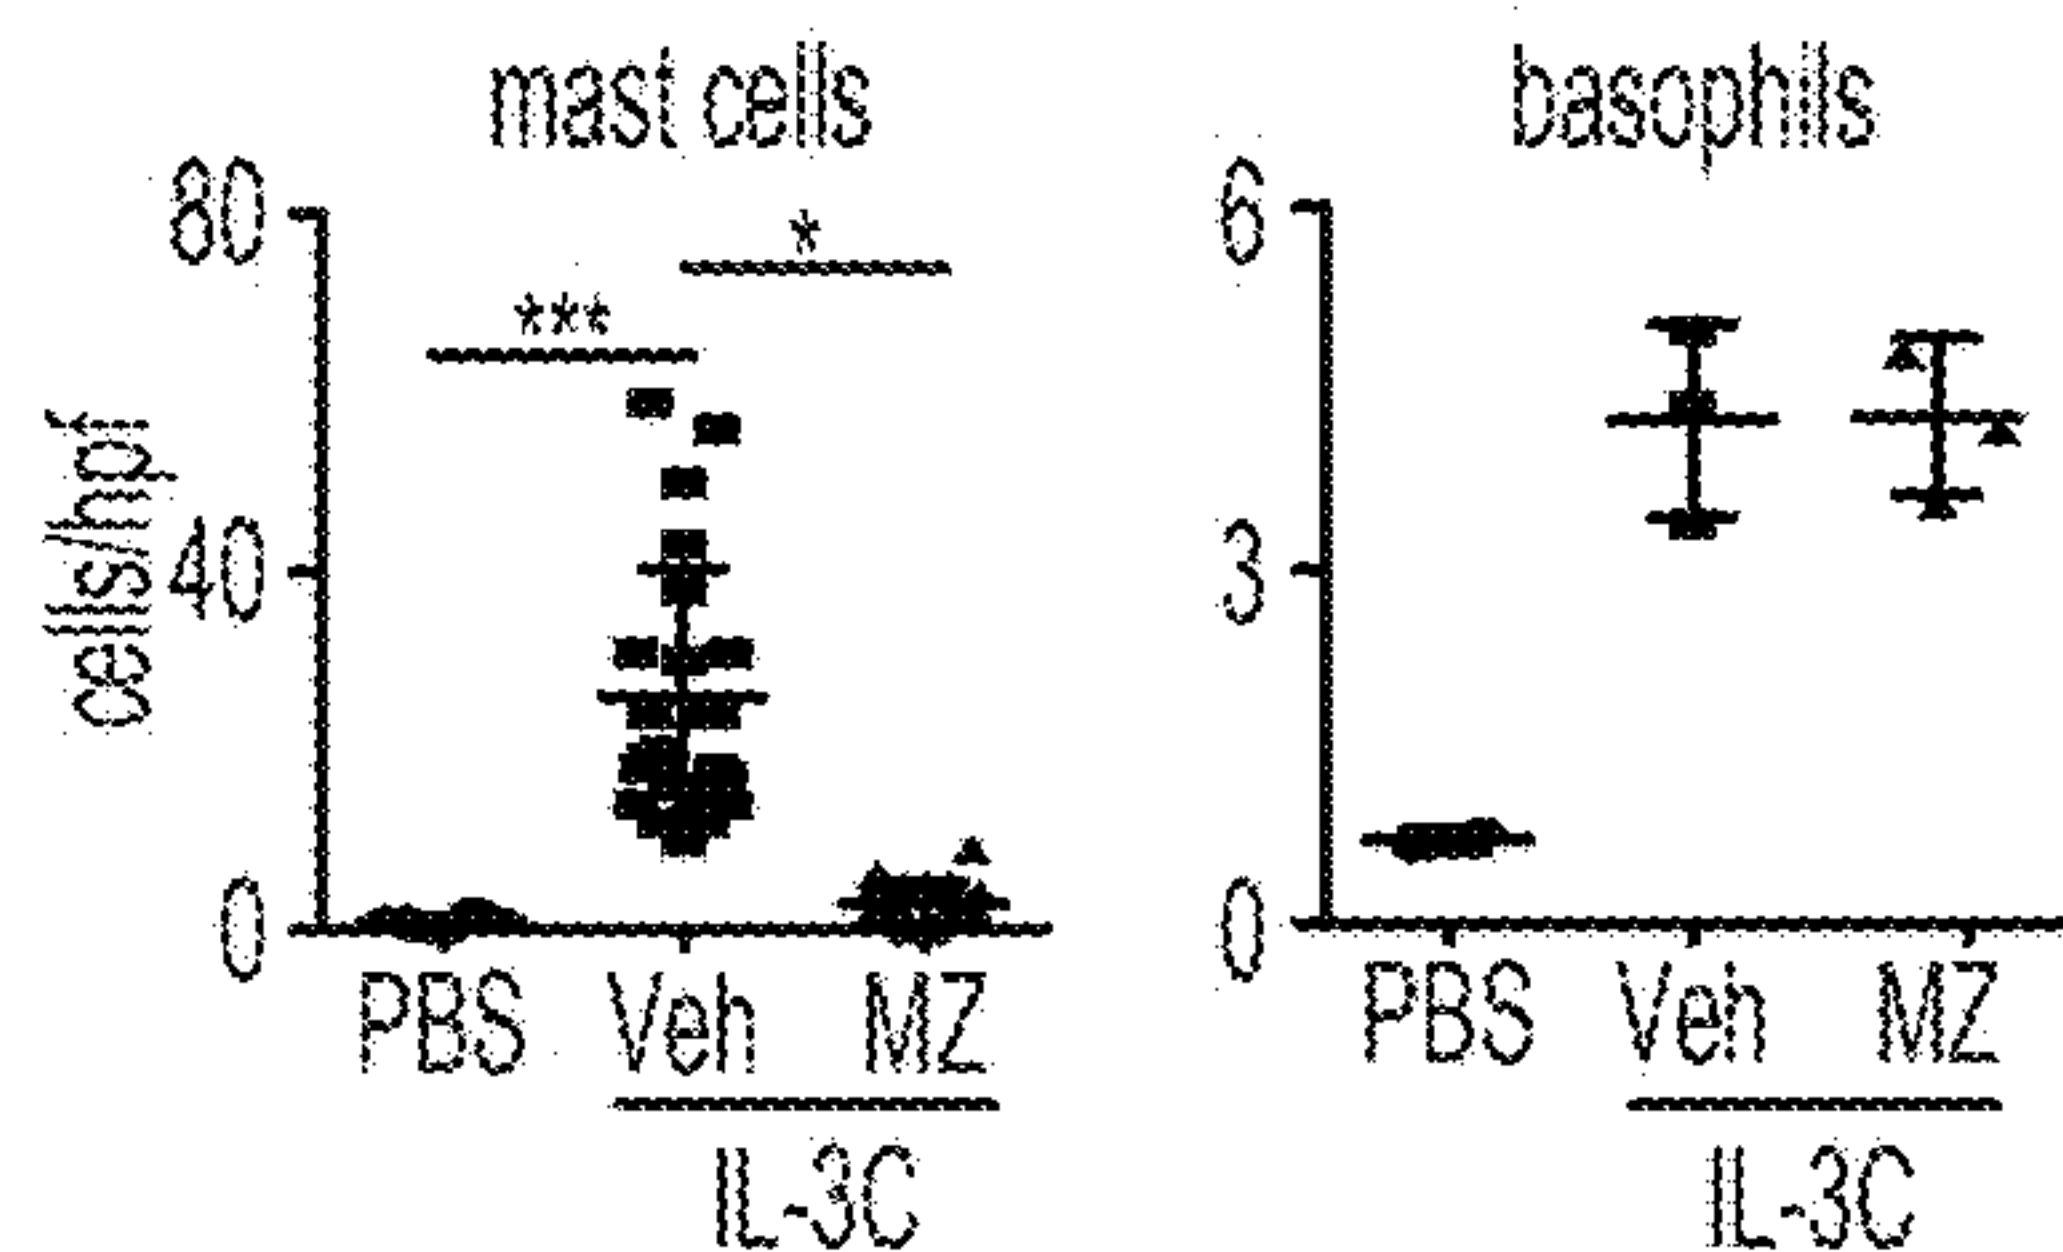 mast cells
80
*
***
cells/hpf
40
0
PBS Veh MZ
IL-3C
basophils
6
3
0
PBS Veh MZ
IL-3C